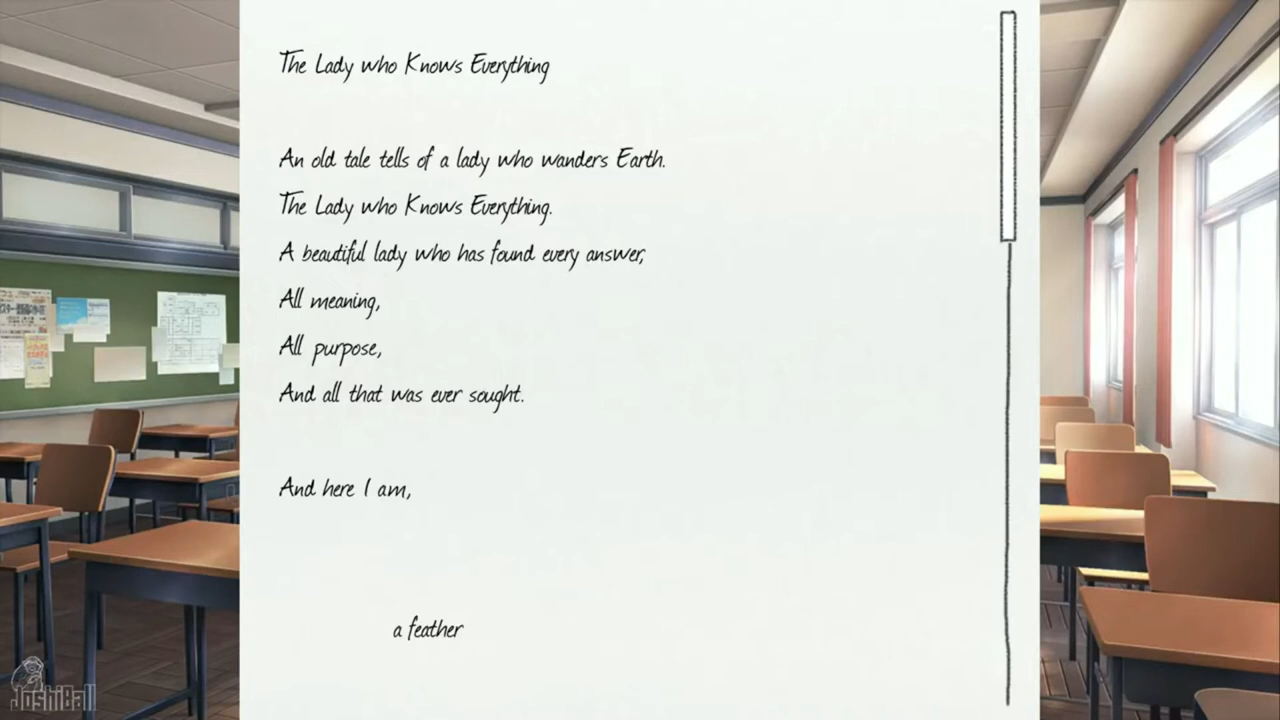 The Lady who Knows Everything
An old tale tells of a lady who wanders Earth.
The Lady who Knows Everything.
A beautiful lady who has found every answer,
All meaning,
All purpose,
And all that was ever sought.
And here I am,
a feather
JoshiBall